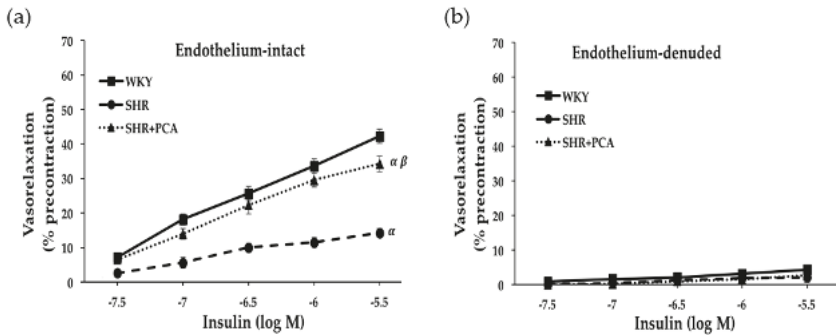 (a)
Endothelium-intact
70
60
50
40
30
20
10
0
Vasorelaxation
(% precontraction)
WKY
SHR
SHR+PCA
α β
α
-7.5 -7 -6.5 -6 -5.5
Insulin (log M)
(b)
Endothelium-denuded
70
60
50
40
30
20
10
0
Vasorelaxation
(% precontraction)
WKY
SHR
SHR+PCA
-7.5 -7 -6.5 -6 -5.5
Insulin (log M)